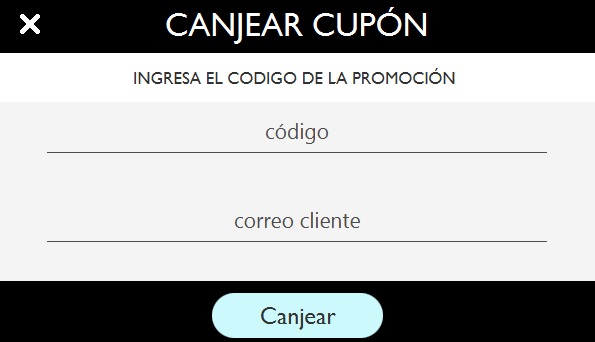 CANJEAR CUPÓN
INGRESA EL CODIGO DE LA PROMOCIÓN
código
correo cliente
Canjear